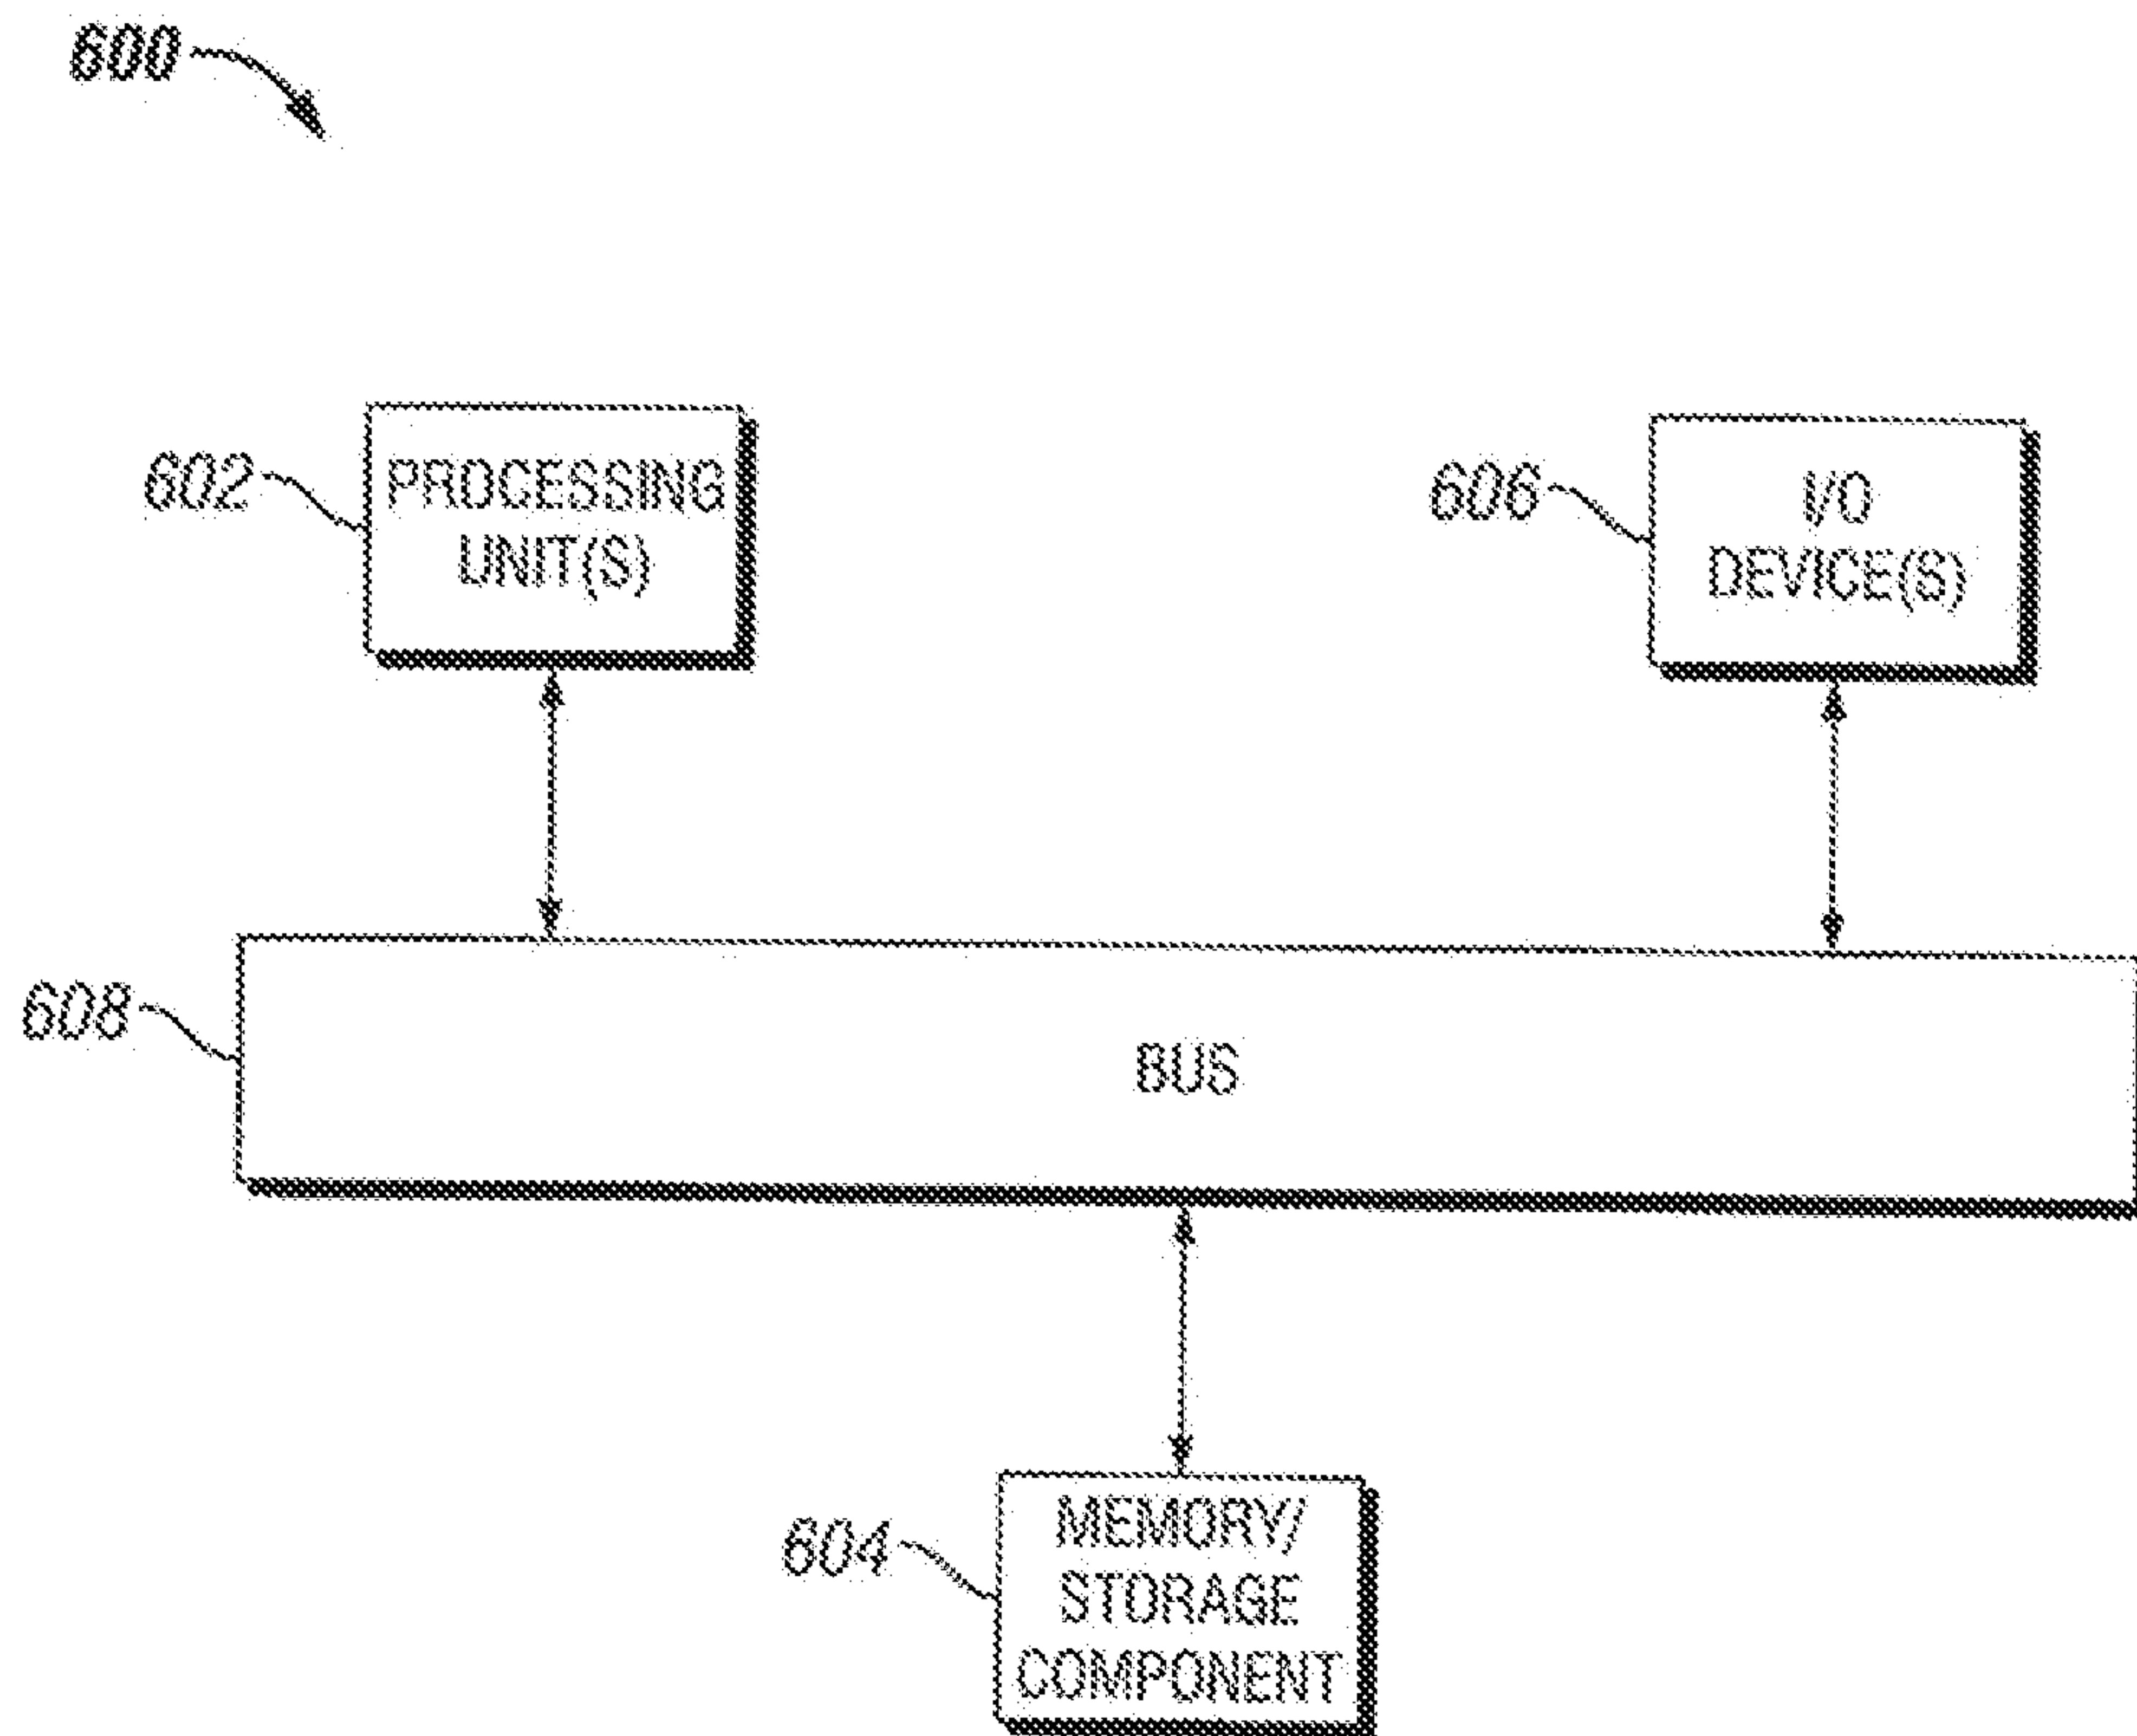 600
602
PROCESSING
UNIT(S)
606
I/O
DEVICE(S)
608
BUS
604
MEMORY/
STORAGE
COMPONENT